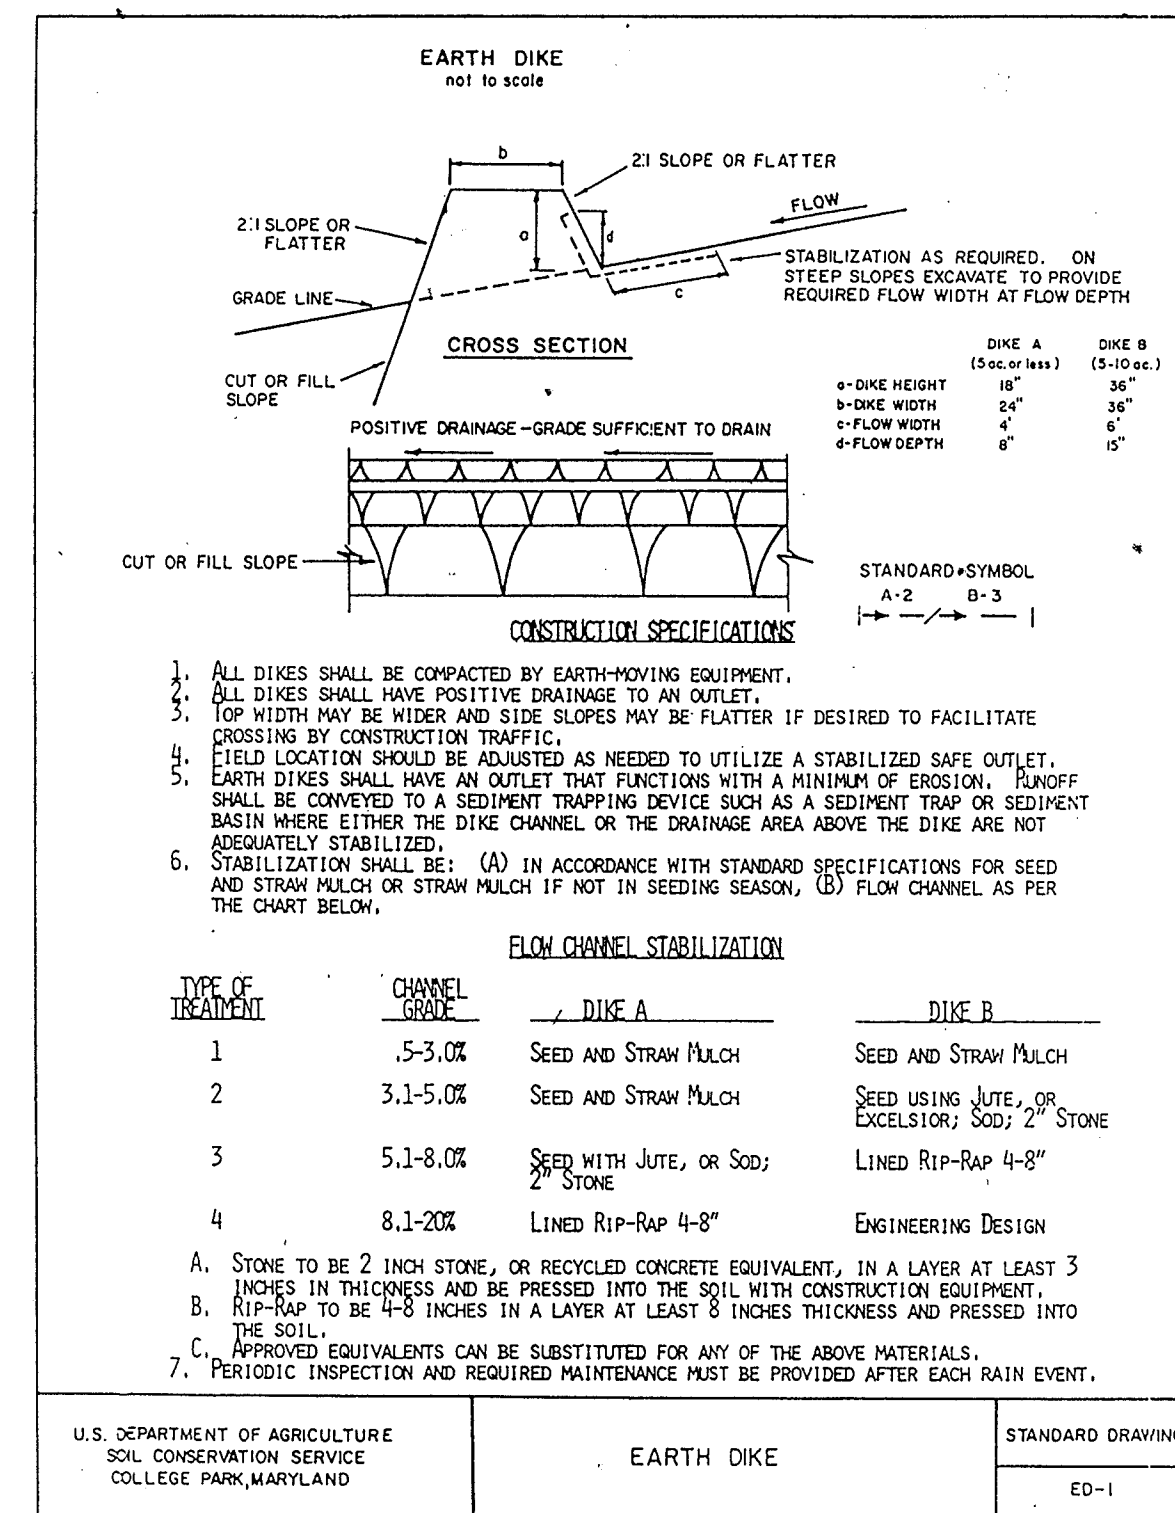 EARTH DIKE
not to scale
b
2:1 SLOPE OR FLATTER
FLOW
2:1 SLOPE OR
FLATTER
a
d
STABILIZATION AS REQUIRED. ON
STEEP SLOPES EXCAVATE TO PROVIDE
REQUIRED FLOW WIDTH AT FLOW DEPTH
c
GRADE LINE
CROSS SECTION
CUT OR FILL
SLOPE
DIKE A DIKE B
(5 ac. or less) (5-10 ac.)
a-DIKE HEIGHT 18" 36"
b-DIKE WIDTH 24" 36"
c-FLOW WIDTH 4' 6'
d-FLOW DEPTH 8" 15"
POSITIVE DRAINAGE-GRADE SUFFICIENT TO DRAIN
CUT OR FILL SLOPE
STANDARD SYMBOL
A-2 B-3
CONSTRUCTION SPECIFICATIONS
1. ALL DIKES SHALL BE COMPACTED BY EARTH-MOVING EQUIPMENT.
2. ALL DIKES SHALL HAVE POSITIVE DRAINAGE TO AN OUTLET.
3. TOP WIDTH MAY BE WIDER AND SIDE SLOPES MAY BE FLATTER IF DESIRED TO FACILITATE
CROSSING BY CONSTRUCTION TRAFFIC.
4. FIELD LOCATION SHOULD BE ADJUSTED AS NEEDED TO UTILIZE A STABILIZED SAFE OUTLET.
5. EARTH DIKES SHALL HAVE AN OUTLET THAT FUNCTIONS WITH A MINIMUM OF EROSION. RUNOFF
SHALL BE CONVEYED TO A SEDIMENT TRAPPING DEVICE SUCH AS A SEDIMENT TRAP OR SEDIMENT
BASIN WHERE EITHER THE DIKE CHANNEL OR THE DRAINAGE AREA ABOVE THE DIKE ARE NOT
ADEQUATELY STABILIZED.
6. STABILIZATION SHALL BE: (A) IN ACCORDANCE WITH STANDARD SPECIFICATIONS FOR SEED
AND STRAW MULCH OR STRAW MULCH IF NOT IN SEEDING SEASON, (B) FLOW CHANNEL AS PER
THE CHART BELOW.
FLOW CHANNEL STABILIZATION
TYPE OF CHANNEL
TREATMENT GRADE DIKE A DIKE B
1 .5-3.0% SEED AND STRAW MULCH SEED AND STRAW MULCH
2 3.1-5.0% SEED AND STRAW MULCH SEED USING JUTE, OR
EXCELSIOR; SOD; 2" STONE
3 5.1-8.0% SEED WITH JUTE, OR SOD; LINED RIP-RAP 4-8"
2" STONE
4 8.1-20% LINED RIP-RAP 4-8" ENGINEERING DESIGN
A. STONE TO BE 2 INCH STONE, OR RECYCLED CONCRETE EQUIVALENT, IN A LAYER AT LEAST 3
INCHES IN THICKNESS AND BE PRESSED INTO THE SOIL WITH CONSTRUCTION EQUIPMENT.
B. RIP-RAP TO BE 4-8 INCHES IN A LAYER AT LEAST 8 INCHES THICKNESS AND PRESSED INTO
THE SOIL.
C. APPROVED EQUIVALENTS CAN BE SUBSTITUTED FOR ANY OF THE ABOVE MATERIALS.
7. PERIODIC INSPECTION AND REQUIRED MAINTENANCE MUST BE PROVIDED AFTER EACH RAIN EVENT.
U.S. DEPARTMENT OF AGRICULTURE
SOIL CONSERVATION SERVICE
COLLEGE PARK, MARYLAND
EARTH DIKE
STANDARD DRAWING
ED-1